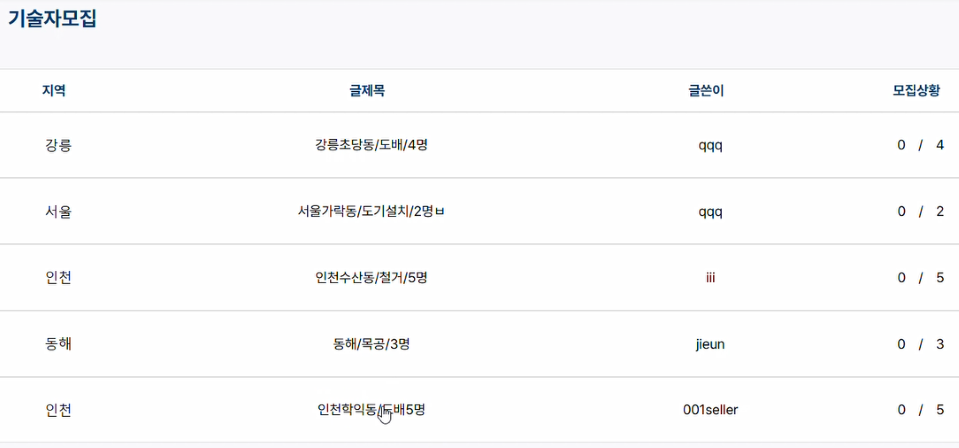 기술자모집
지역 글제목 글쓴이 모집상황
강릉 강릉초당동/도배/4명 qqq 0 / 4
서울 서울가락동/도기설치/2명ㅂ qqq 0 / 2
인천 인천수산동/철거/5명 iii 0 / 5
동해 동해/목공/3명 jieun 0 / 3
인천 인천학익동/도배5명 001seller 0 / 5